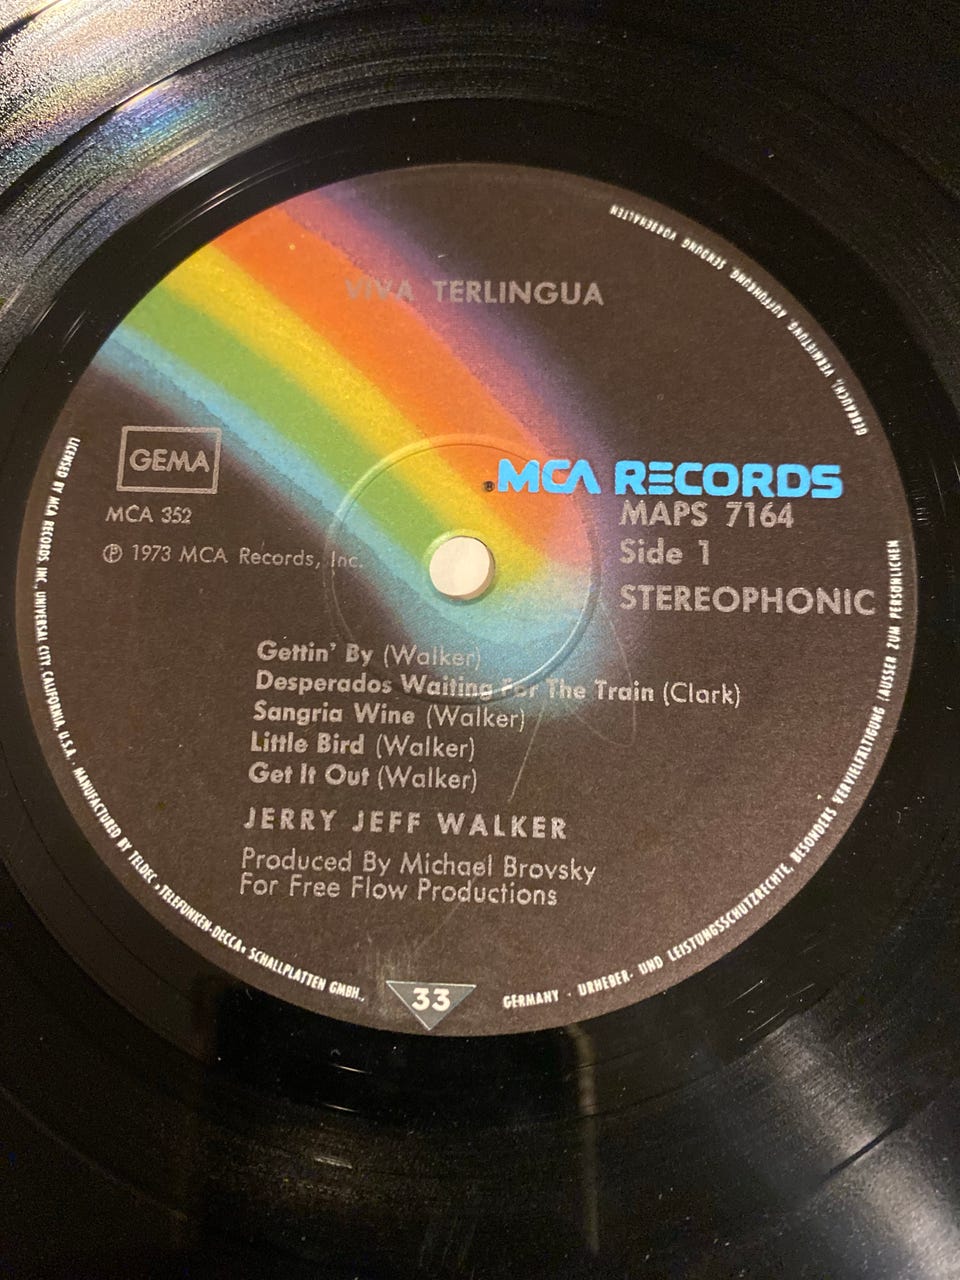 VIVA TERLINGUA
GEMA
MCA 352
℗ 1973 MCA Records, Inc.
® MCA RECORDS
MAPS 7164
Side 1
STEREOPHONIC
Gettin' By (Walker)
Desperados Waiting For The Train (Clark)
Sangria Wine (Walker)
Little Bird (Walker)
Get It Out (Walker)
JERRY JEFF WALKER
Produced By Michael Brovsky
For Free Flow Productions
33
LICENSED BY MCA RECORDS, INC. UNIVERSAL CITY, CALIFORNIA, U.S.A. · MANUFACTURED BY TELDEC »TELEFUNKEN-DECCA« SCHALLPLATTEN GMBH.,
GERMANY · URHEBER- UND LEISTUNGSSCHUTZRECHTE, BESONDERS VERVIELFÄLTIGUNG (AUSSER ZUM PERSÖNLICHEN
GEBRAUCH), VERMIETUNG, AUFFÜHRUNG, SENDUNG VORBEHALTEN